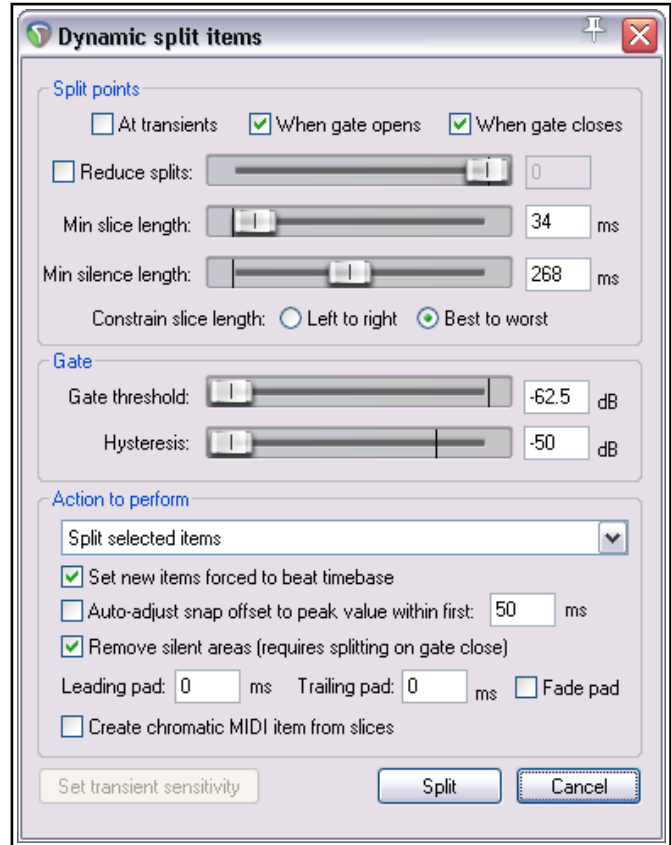 Dynamic split items
Split points
At transients When gate opens When gate closes
Reduce splits: 0
Min slice length: 34 ms
Min silence length: 268 ms
Constrain slice length: Left to right Best to worst
Gate
Gate threshold: -62.5 dB
Hysteresis: -50 dB
Action to perform
Split selected items
Set new items forced to beat timebase
Auto-adjust snap offset to peak value within first: 50 ms
Remove silent areas (requires splitting on gate close)
Leading pad: 0 ms Trailing pad: 0 ms Fade pad
Create chromatic MIDI item from slices
Set transient sensitivity Split Cancel